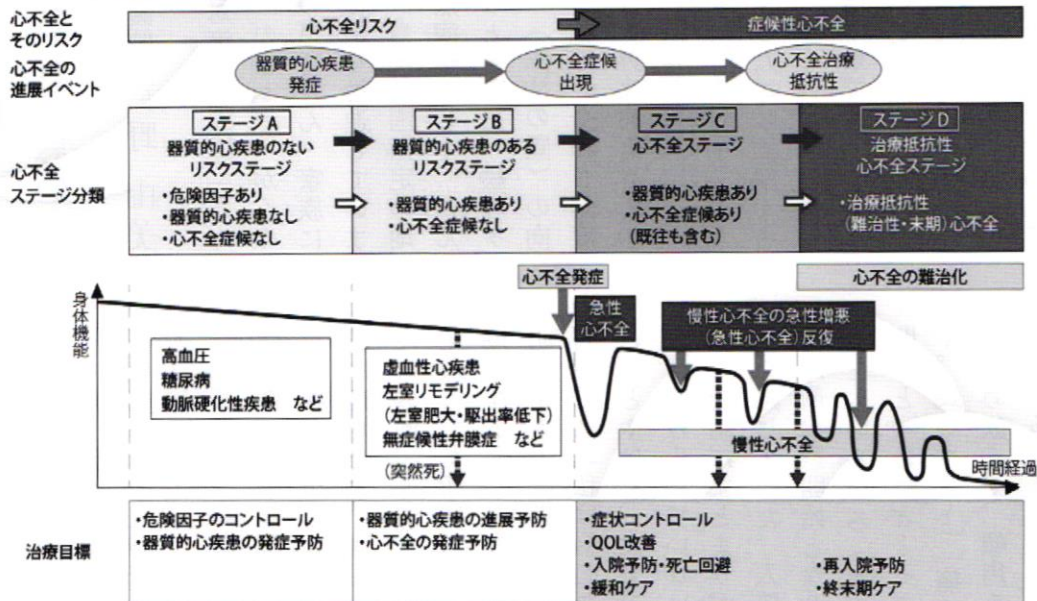 心不全と
そのリスク
心不全リスク
症候性心不全
心不全の
進展イベント
器質的心疾患
発症
心不全症候
出現
心不全治療
抵抗性
心不全
ステージ分類
ステージA
器質的心疾患のない
リスクステージ
・危険因子あり
・器質的心疾患なし
・心不全症候なし
ステージB
器質的心疾患のある
リスクステージ
・器質的心疾患あり
・心不全症候なし
ステージC
心不全ステージ
・器質的心疾患あり
・心不全症候あり
(既往も含む)
ステージD
治療抵抗性
心不全ステージ
・治療抵抗性
(難治性・末期)心不全
身体機能
心不全発症
心不全の難治化
急性
心不全
慢性心不全の急性増悪
(急性心不全)反復
高血圧
糖尿病
動脈硬化性疾患 など
虚血性心疾患
左室リモデリング
(左室肥大・駆出率低下)
無症候性弁膜症 など
(突然死)
慢性心不全
時間経過
治療目標
・危険因子のコントロール
・器質的心疾患の発症予防
・器質的心疾患の進展予防
・心不全の発症予防
・症状コントロール
・QOL改善
・入院予防・死亡回避
・緩和ケア
・再入院予防
・終末期ケア